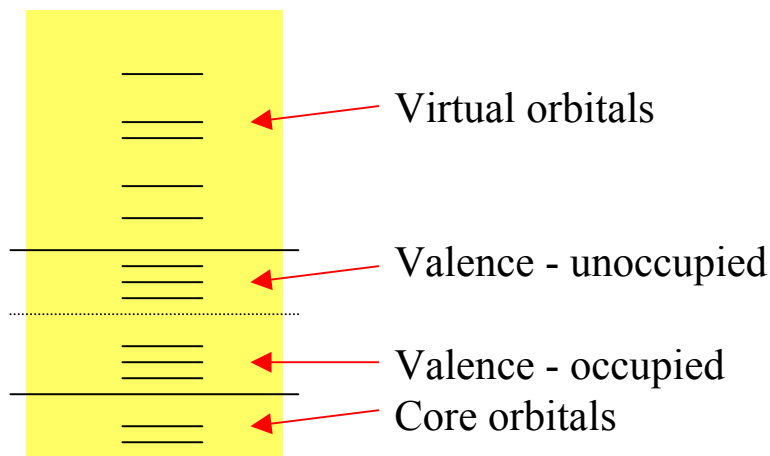 Virtual orbitals
Valence - unoccupied
Valence - occupied
Core orbitals